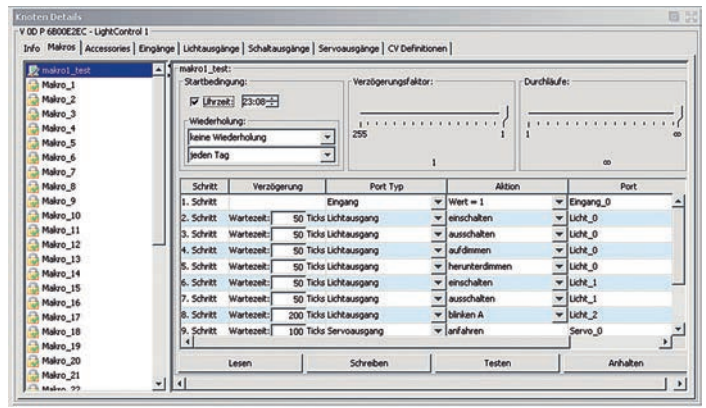 Knoten Details
V 0D P 6B00E2EC - LightControl 1
Info Makros Accessories Eingänge Lichtausgänge Schaltausgänge Servoausgänge CV Definitionen
makro1_test
Makro_1
Makro_2
Makro_3
Makro_4
Makro_5
Makro_6
Makro_7
Makro_8
Makro_9
Makro_10
Makro_11
Makro_12
Makro_13
Makro_14
Makro_15
Makro_16
Makro_17
Makro_18
Makro_19
Makro_20
Makro_21
Makro_22
makro1_test:
Startbedingung:
Uhrzeit: 23:08
Wiederholung:
keine Wiederholung
jeden Tag
Verzögerungsfaktor:
255 1
1
Durchläufe:
1 ∞
∞
Schritt Verzögerung Port Typ Aktion Port
1. Schritt Eingang Wert = 1 Eingang_0
2. Schritt Wartezeit: 50 Ticks Lichtausgang einschalten Licht_0
3. Schritt Wartezeit: 50 Ticks Lichtausgang ausschalten Licht_0
4. Schritt Wartezeit: 50 Ticks Lichtausgang aufdimmen Licht_0
5. Schritt Wartezeit: 50 Ticks Lichtausgang herunterdimmen Licht_0
6. Schritt Wartezeit: 50 Ticks Lichtausgang einschalten Licht_1
7. Schritt Wartezeit: 50 Ticks Lichtausgang ausschalten Licht_1
8. Schritt Wartezeit: 200 Ticks Lichtausgang blinken A Licht_2
9. Schritt Wartezeit: 100 Ticks Servoausgang anfahren Servo_0
Lesen Schreiben Testen Anhalten